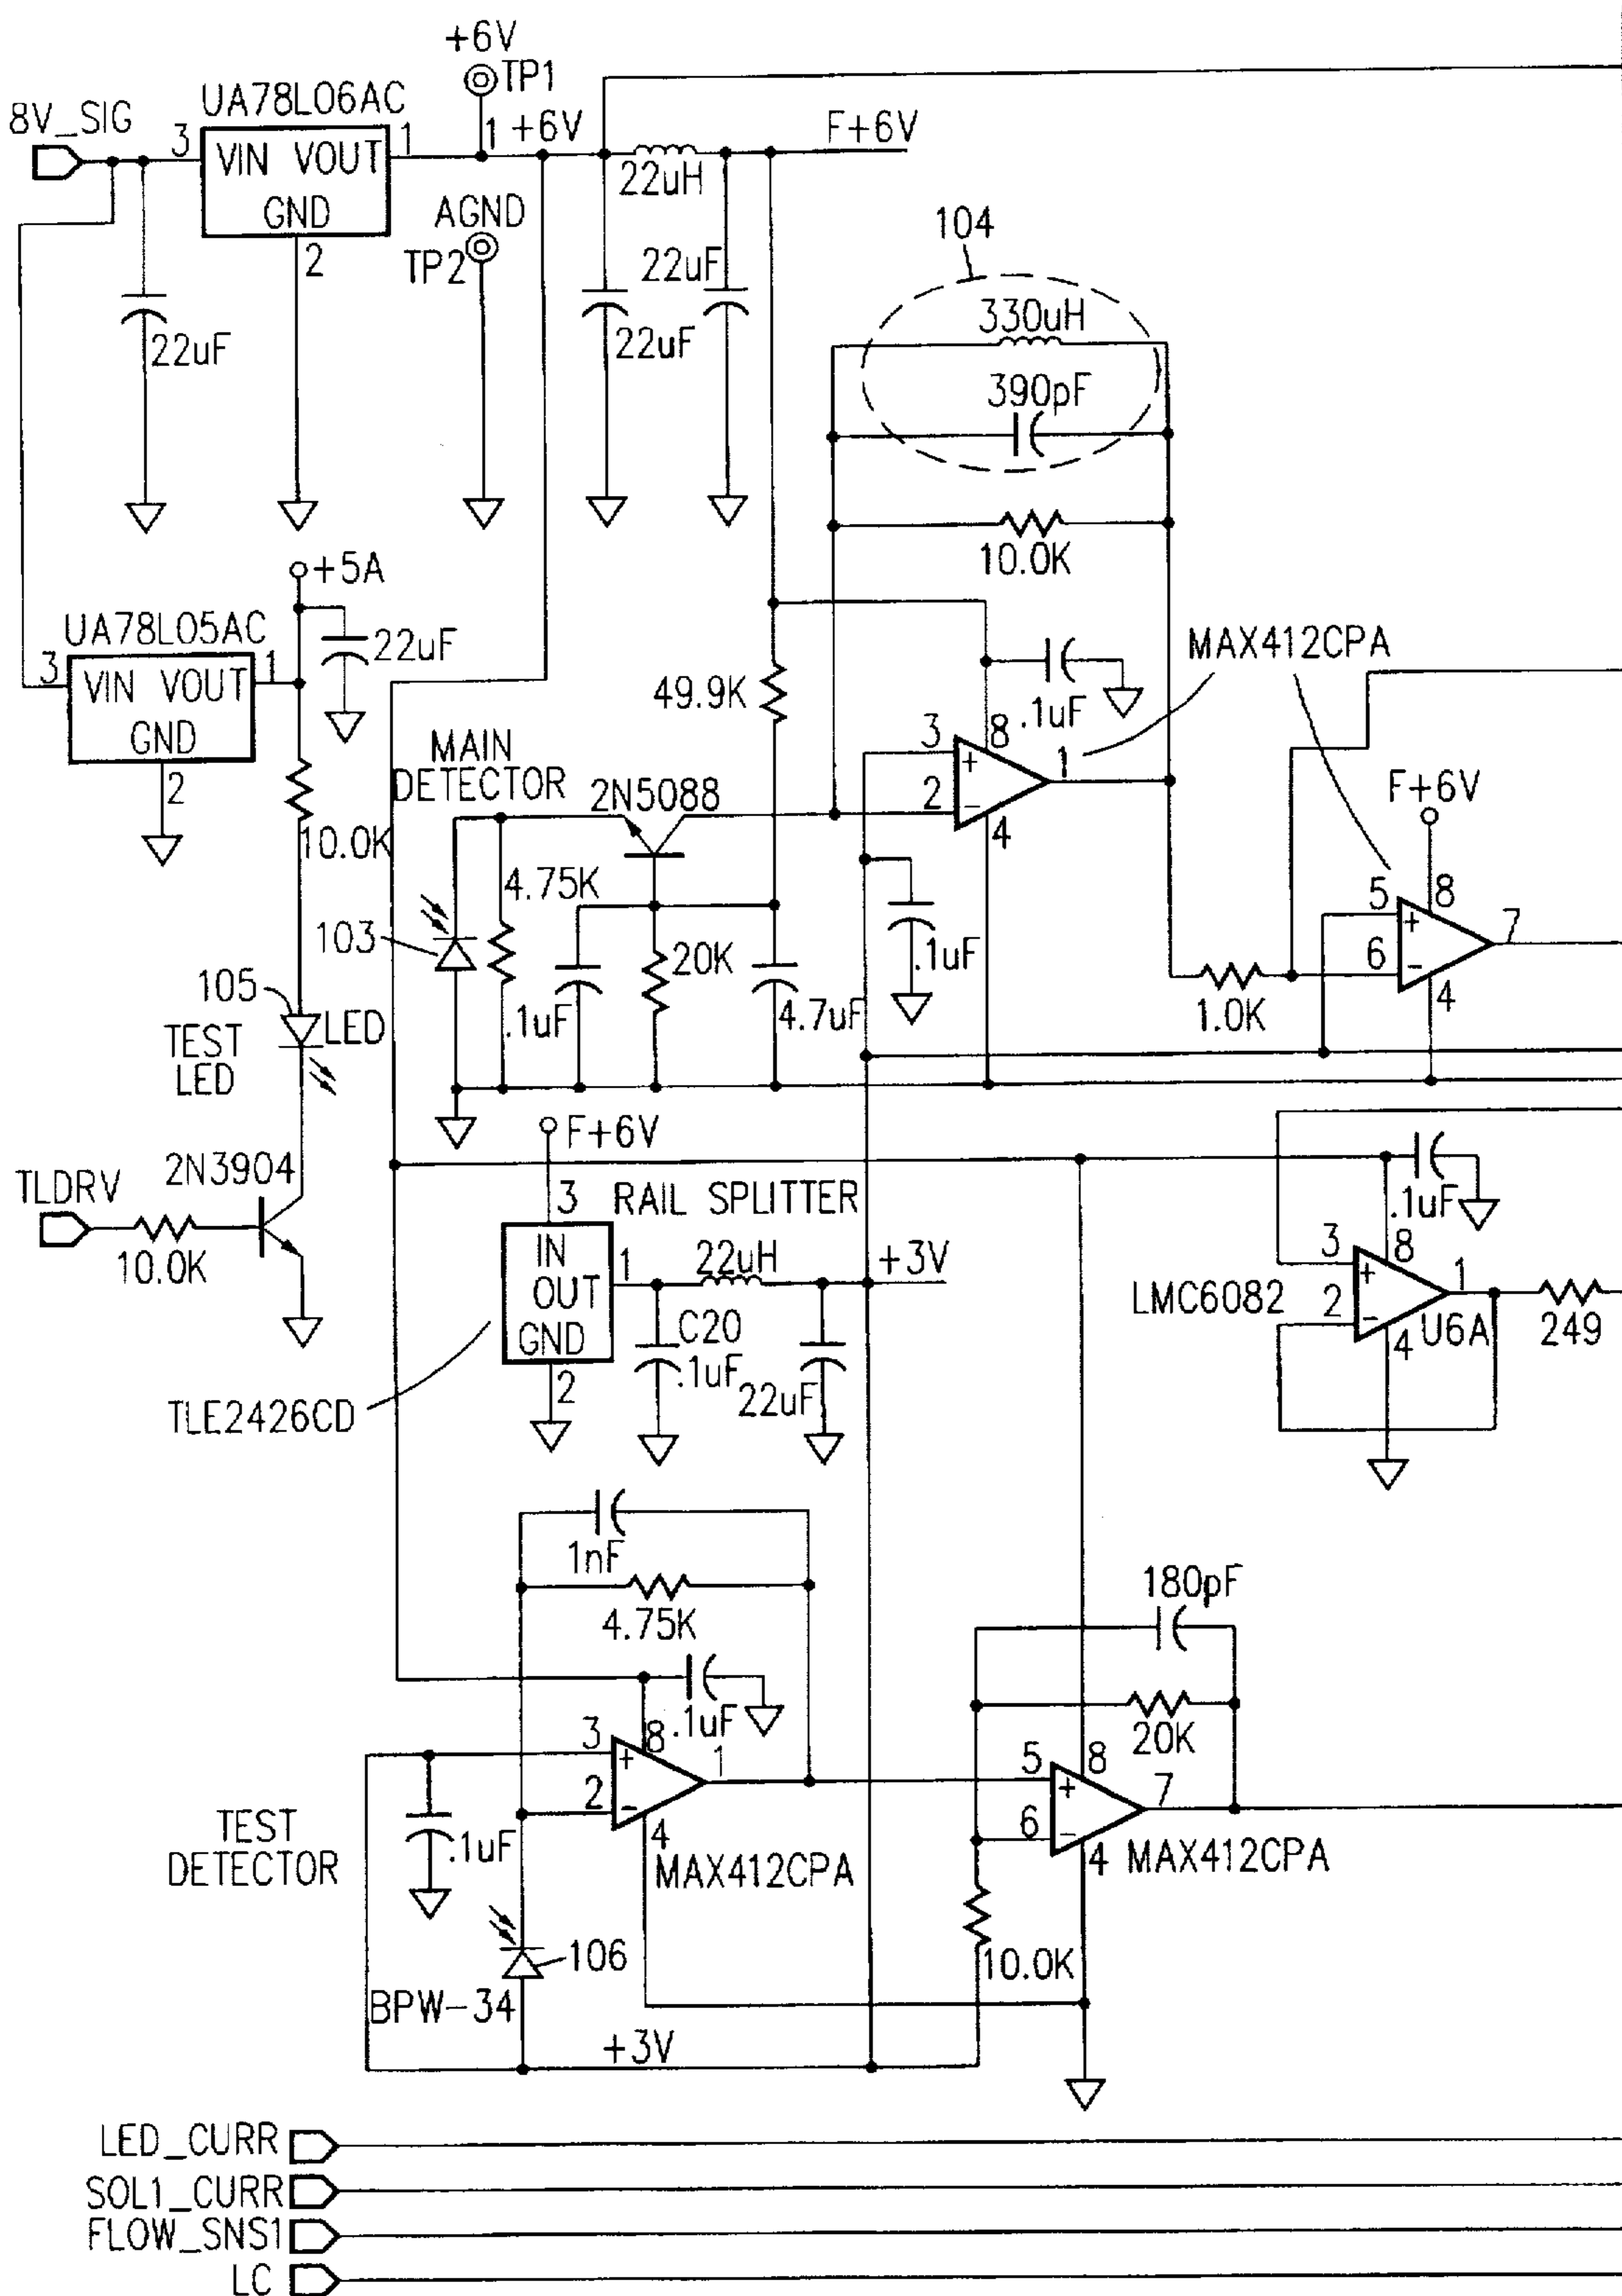 +6V
TP1
UA78L06AC
8V_SIG
3
VIN VOUT
1
1
+6V
F+6V
22uH
GND
2
AGND
TP2
22uF
22uF
22uF
104
330uH
390pF
10.0K
+5A
UA78L05AC
22uF
3
VIN VOUT
1
GND
2
10.0K
49.9K
MAX412CPA
.1uF
MAIN
DETECTOR
2N5088
3
8
+
1
2
-
4
F+6V
4.75K
103
20K
.1uF
4.7uF
.1uF
5
8
+
7
6
-
4
1.0K
105
LED
TEST
LED
F+6V
TLDRV
2N3904
10.0K
3
RAIL SPLITTER
IN
OUT
GND
1
22uH
+3V
2
C20
.1uF
22uF
TLE2426CD
.1uF
3
8
+
1
LMC6082
2
-
U6A
4
249
1nF
4.75K
180pF
20K
.1uF
3
8
+
1
2
-
4
MAX412CPA
5
8
+
7
6
-
4
MAX412CPA
TEST
DETECTOR
.1uF
106
10.0K
BPW-34
+3V
LED_CURR
SOL1_CURR
FLOW_SNS1
LC